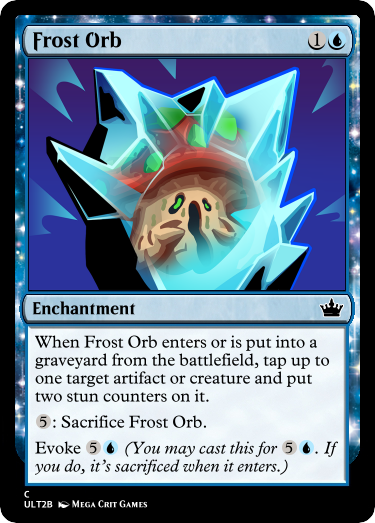 Frost Orb 1
Enchantment
When Frost Orb enters or is put into a
graveyard from the battlefield, tap up to
one target artifact or creature and put
two stun counters on it.
5: Sacrifice Frost Orb.
Evoke 5 (You may cast this for 5. If
you do, it's sacrificed when it enters.)
C
ULT2B Mega Crit Games